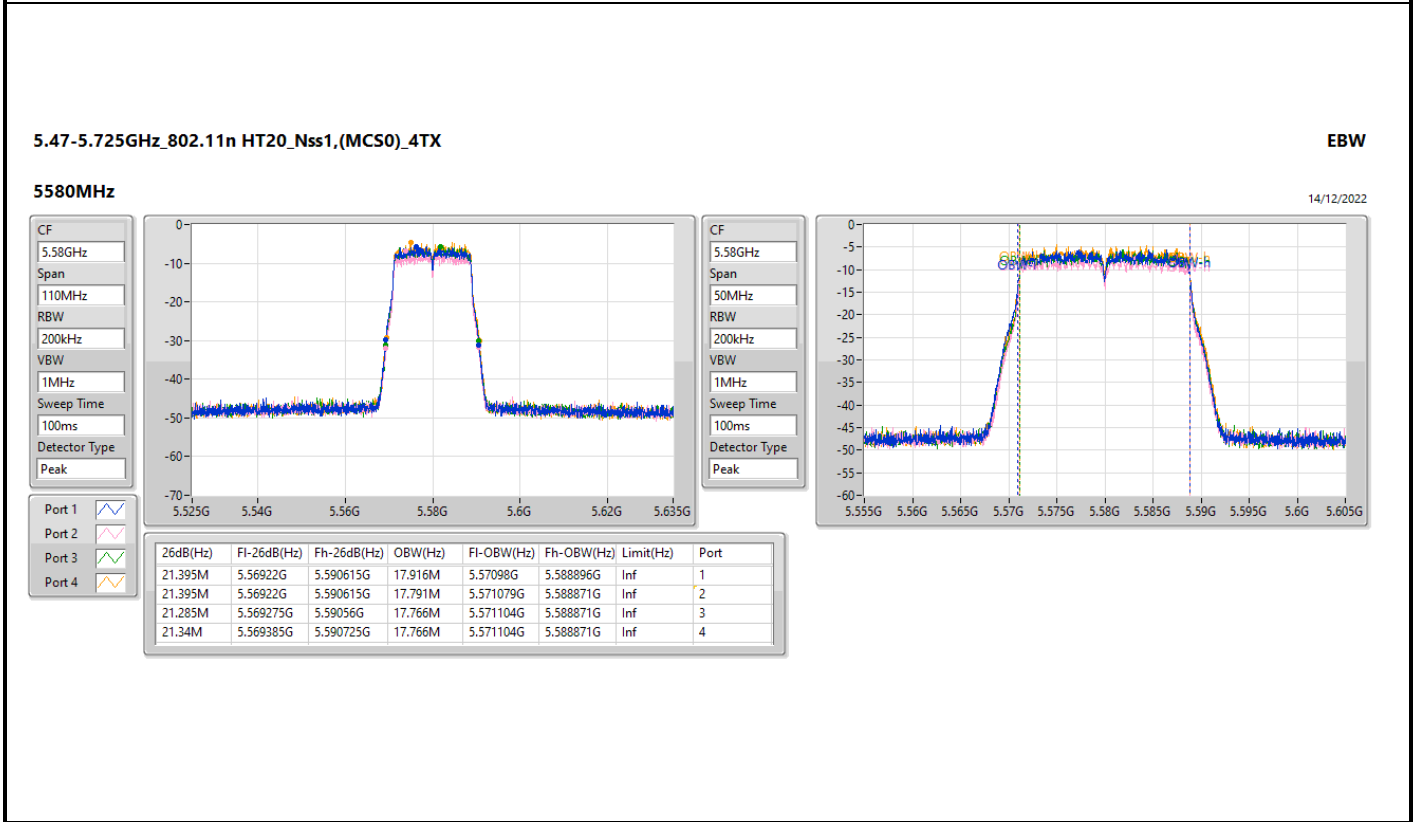 5.47-5.725GHz_802.11n HT20_Nss1,(MCS0)_4TX
EBW
5580MHz
14/12/2022
CF
5.58GHz
Span
110MHz
RBW
200kHz
VBW
1MHz
Sweep Time
100ms
Detector Type
Peak
0
-10
-20
-30
-40
-50
-60
-70
5.525G 5.54G 5.56G 5.58G 5.6G 5.62G 5.635G
CF
5.58GHz
Span
50MHz
RBW
200kHz
VBW
1MHz
Sweep Time
100ms
Detector Type
Peak
0
-5
-10
-15
-20
-25
-30
-35
-40
-45
-50
-55
-60
5.555G 5.56G 5.565G 5.57G 5.575G 5.58G 5.585G 5.59G 5.595G 5.6G 5.605G
Port 1
Port 2
Port 3
Port 4
26dB(Hz) Fl-26dB(Hz) Fh-26dB(Hz) OBW(Hz) Fl-OBW(Hz) Fh-OBW(Hz) Limit(Hz) Port
21.395M 5.56922G 5.590615G 17.916M 5.57098G 5.588896G Inf 1
21.395M 5.56922G 5.590615G 17.791M 5.571079G 5.588871G Inf 2
21.285M 5.569275G 5.59056G 17.766M 5.571104G 5.588871G Inf 3
21.34M 5.569385G 5.590725G 17.766M 5.571104G 5.588871G Inf 4